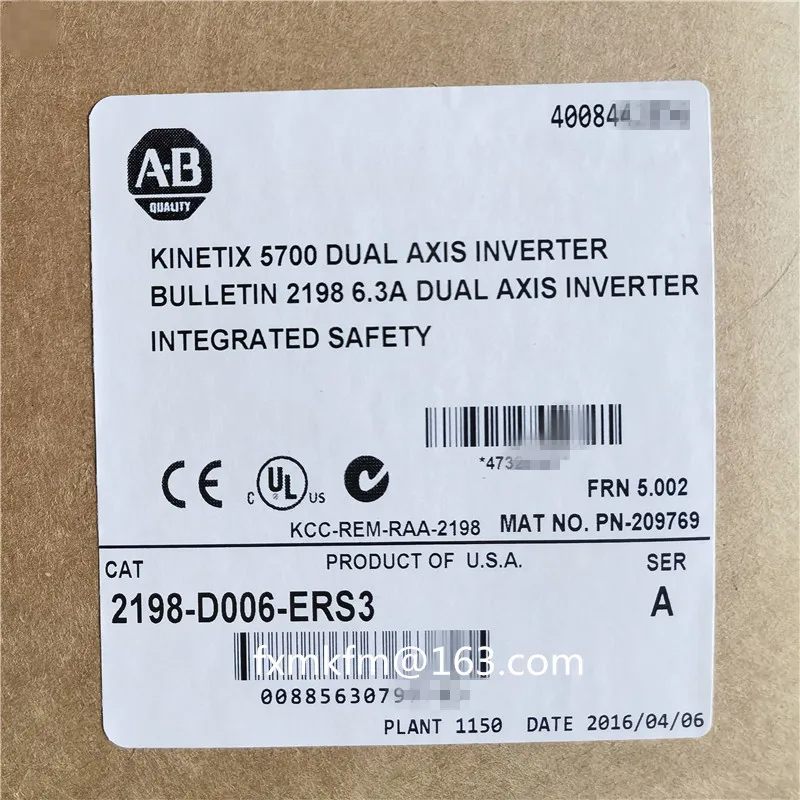 40084
A-B
QUALITY
KINETIX 5700 DUAL AXIS INVERTER
BULLETIN 2198 6.3A DUAL AXIS INVERTER
INTEGRATED SAFETY
*4732
CE
C UL US
FRN 5.002
KCC-REM-RAA-2198 MAT NO. PN-209769
CAT PRODUCT OF U.S.A. SER
2198-D006-ERS3 A
fxmkfm@163.com
0088563079
PLANT 1150 DATE 2016/04/06